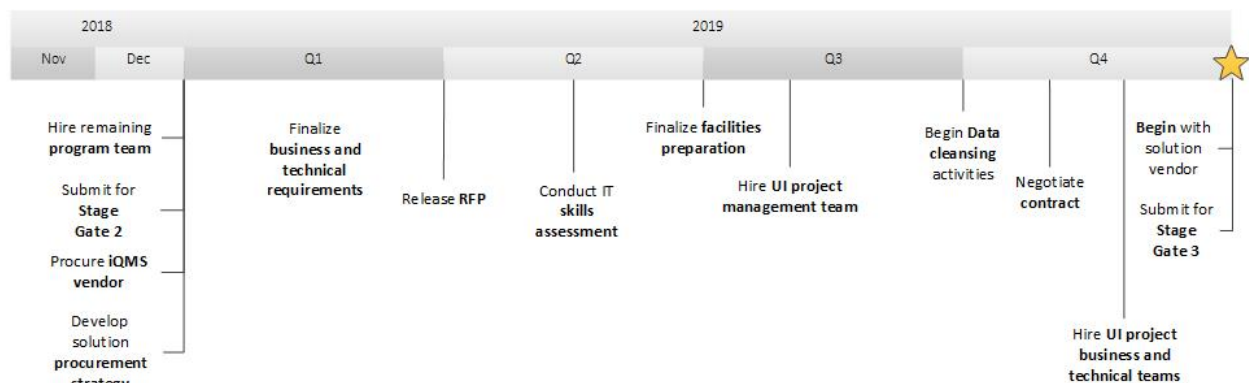 2018
2019
Nov
Dec
Q1
Q2
Q3
Q4
Hire remaining
program team
Submit for
Stage
Gate 2
Procure iQMS
vendor
Develop
solution
procurement
strategy
Finalize
business and
technical
requirements
Release RFP
Conduct IT
skills
assessment
Finalize facilities
preparation
Hire UI project
management team
Begin Data
cleansing
activities
Negotiate
contract
Hire UI project
business and
technical teams
Begin with
solution
vendor
Submit for
Stage
Gate 3